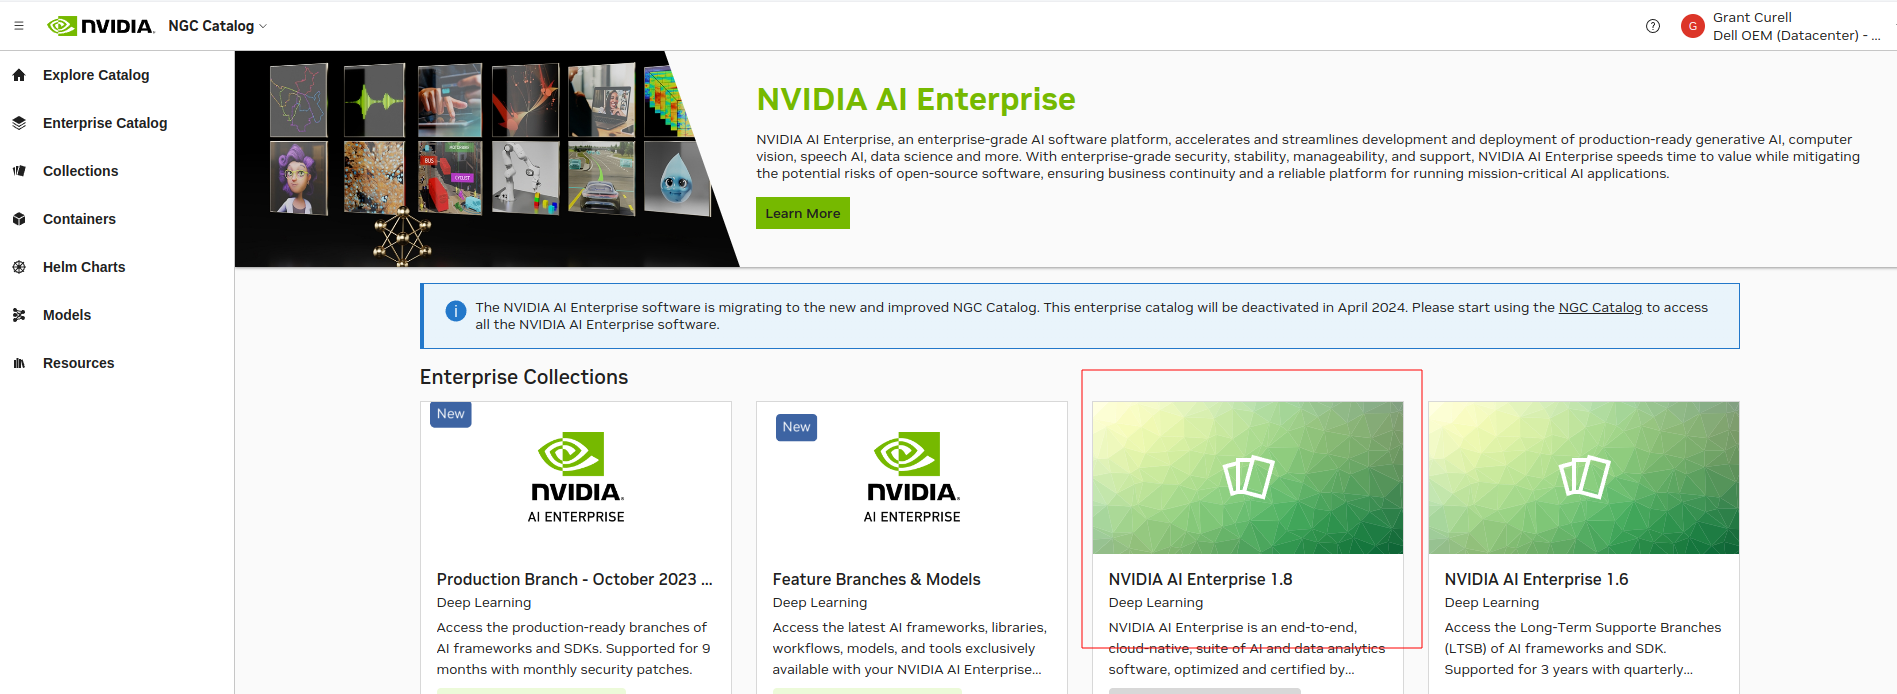 NVIDIA. NGC Catalog
G
Grant Curell
Dell OEM (Datacenter) - ...
Explore Catalog
Enterprise Catalog
Collections
Containers
Helm Charts
Models
Resources
BUS
CYCLIST
NVIDIA AI Enterprise
NVIDIA AI Enterprise, an enterprise-grade AI software platform, accelerates and streamlines development and deployment of production-ready generative AI, computer
vision, speech AI, data science and more. With enterprise-grade security, stability, manageability, and support, NVIDIA AI Enterprise speeds time to value while mitigating
the potential risks of open-source software, ensuring business continuity and a reliable platform for running mission-critical AI applications.
Learn More
The NVIDIA AI Enterprise software is migrating to the new and improved NGC Catalog. This enterprise catalog will be deactivated in April 2024. Please start using the NGC Catalog to access
all the NVIDIA AI Enterprise software.
Enterprise Collections
New
NVIDIA.
AI ENTERPRISE
Production Branch - October 2023 ...
Deep Learning
Access the production-ready branches of
AI frameworks and SDKs. Supported for 9
months with monthly security patches.
New
NVIDIA.
AI ENTERPRISE
Feature Branches & Models
Deep Learning
Access the latest AI frameworks, libraries,
workflows, models, and tools exclusively
available with your NVIDIA AI Enterprise...
NVIDIA AI Enterprise 1.8
Deep Learning
NVIDIA AI Enterprise is an end-to-end,
cloud-native, suite of AI and data analytics
software, optimized and certified by...
NVIDIA AI Enterprise 1.6
Deep Learning
Access the Long-Term Supporte Branches
(LTSB) of AI frameworks and SDK.
Supported for 3 years with quarterly...